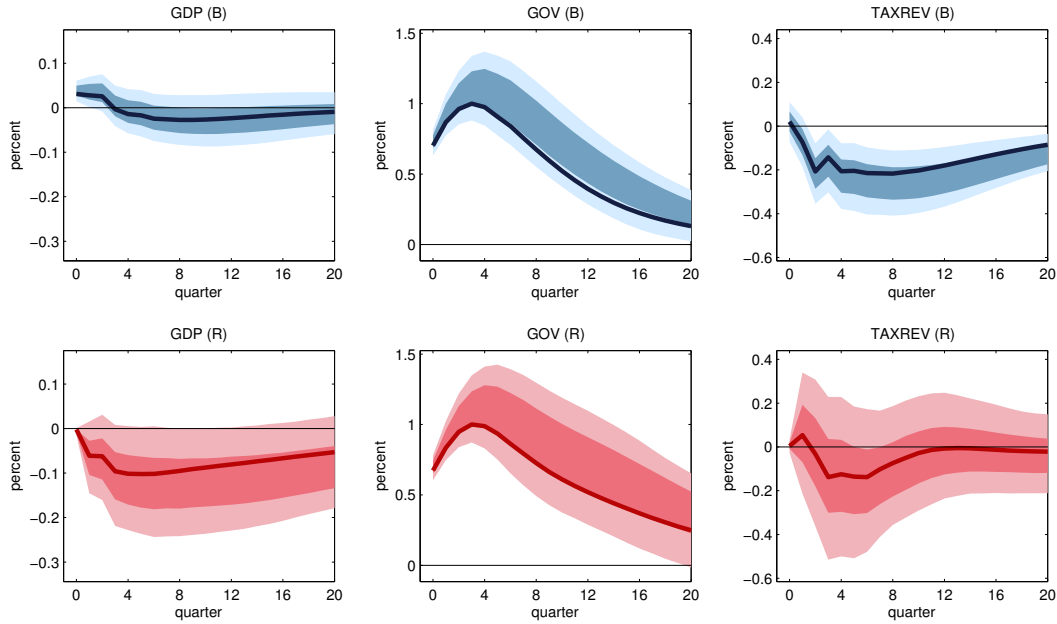 GDP (B)
GOV (B)
TAXREV (B)
percent
0.1
0
−0.1
−0.2
−0.3
0 4 8 12 16 20
quarter
percent
1.5
1
0.5
0
0 4 8 12 16 20
quarter
percent
0.4
0.2
0
−0.2
−0.4
−0.6
0 4 8 12 16 20
quarter
GDP (R)
GOV (R)
TAXREV (R)
percent
0.1
0
−0.1
−0.2
−0.3
0 4 8 12 16 20
quarter
percent
1.5
1
0.5
0
0 4 8 12 16 20
quarter
percent
0.4
0.2
0
−0.2
−0.4
−0.6
0 4 8 12 16 20
quarter